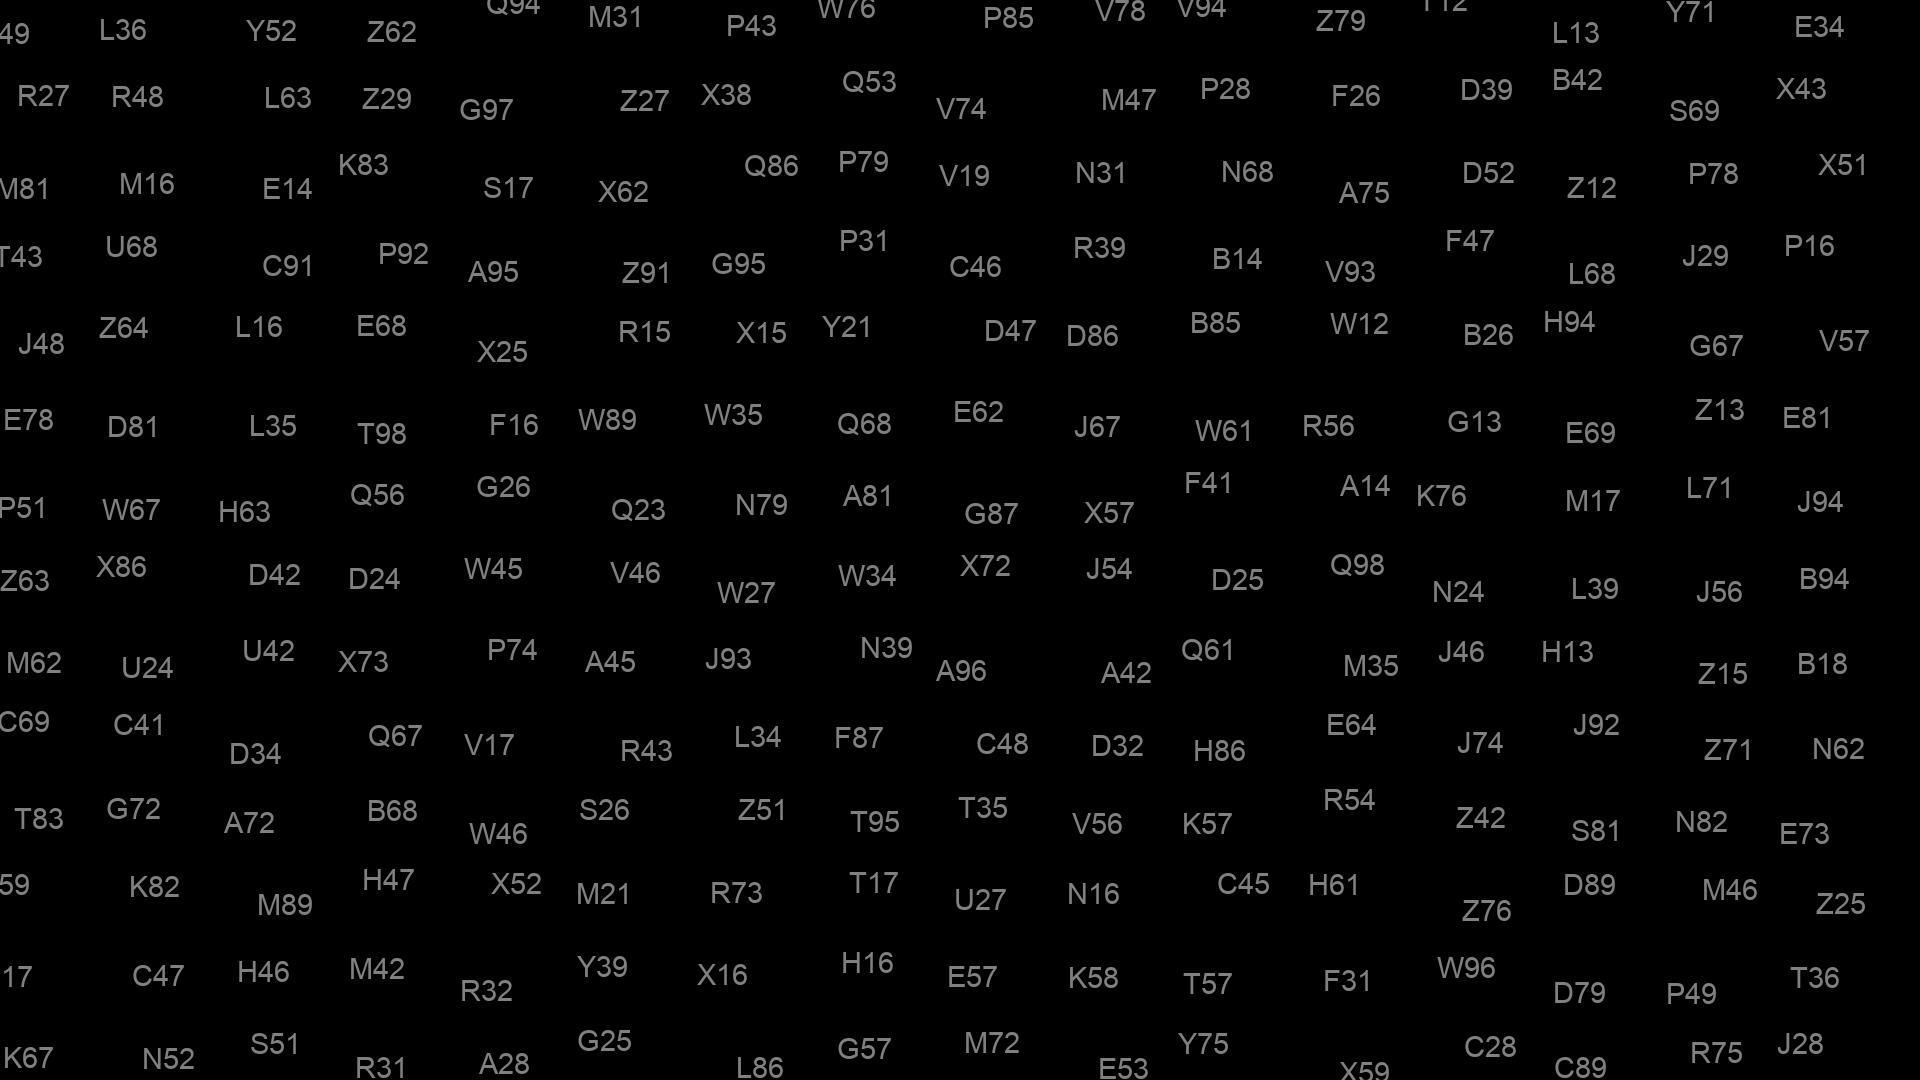 49 L36 Y52 Z62 Q94 M31 P43 W76 P85 V78 V94 Z79 T12 L13 Y71 E34
R27 R48 L63 Z29 G97 Z27 X38 Q53 V74 M47 P28 F26 D39 B42 S69 X43
M81 M16 E14 K83 S17 X62 Q86 P79 V19 N31 N68 A75 D52 Z12 P78 X51
T43 U68 C91 P92 A95 Z91 G95 P31 C46 R39 B14 V93 F47 L68 J29 P16
J48 Z64 L16 E68 X25 R15 X15 Y21 D47 D86 B85 W12 B26 H94 G67 V57
E78 D81 L35 T98 F16 W89 W35 Q68 E62 J67 W61 R56 G13 E69 Z13 E81
P51 W67 H63 Q56 G26 Q23 N79 A81 G87 X57 F41 A14 K76 M17 L71 J94
Z63 X86 D42 D24 W45 V46 W27 W34 X72 J54 D25 Q98 N24 L39 J56 B94
M62 U24 U42 X73 P74 A45 J93 N39 A96 A42 Q61 M35 J46 H13 Z15 B18
C69 C41 D34 Q67 V17 R43 L34 F87 C48 D32 H86 E64 J74 J92 Z71 N62
T83 G72 A72 B68 W46 S26 Z51 T95 T35 V56 K57 R54 Z42 S81 N82 E73
59 K82 M89 H47 X52 M21 R73 T17 U27 N16 C45 H61 Z76 D89 M46 Z25
17 C47 H46 M42 R32 Y39 X16 H16 E57 K58 T57 F31 W96 D79 P49 T36
K67 N52 S51 R31 A28 G25 L86 G57 M72 E53 Y75 X59 C28 C89 R75 J28